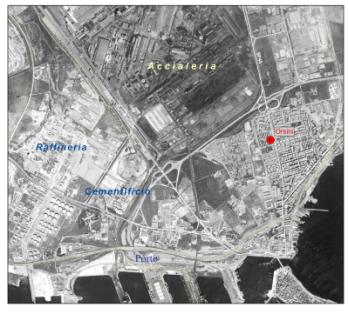 Acciaieria
Orsini
Raffineria
Cementificio
Porto